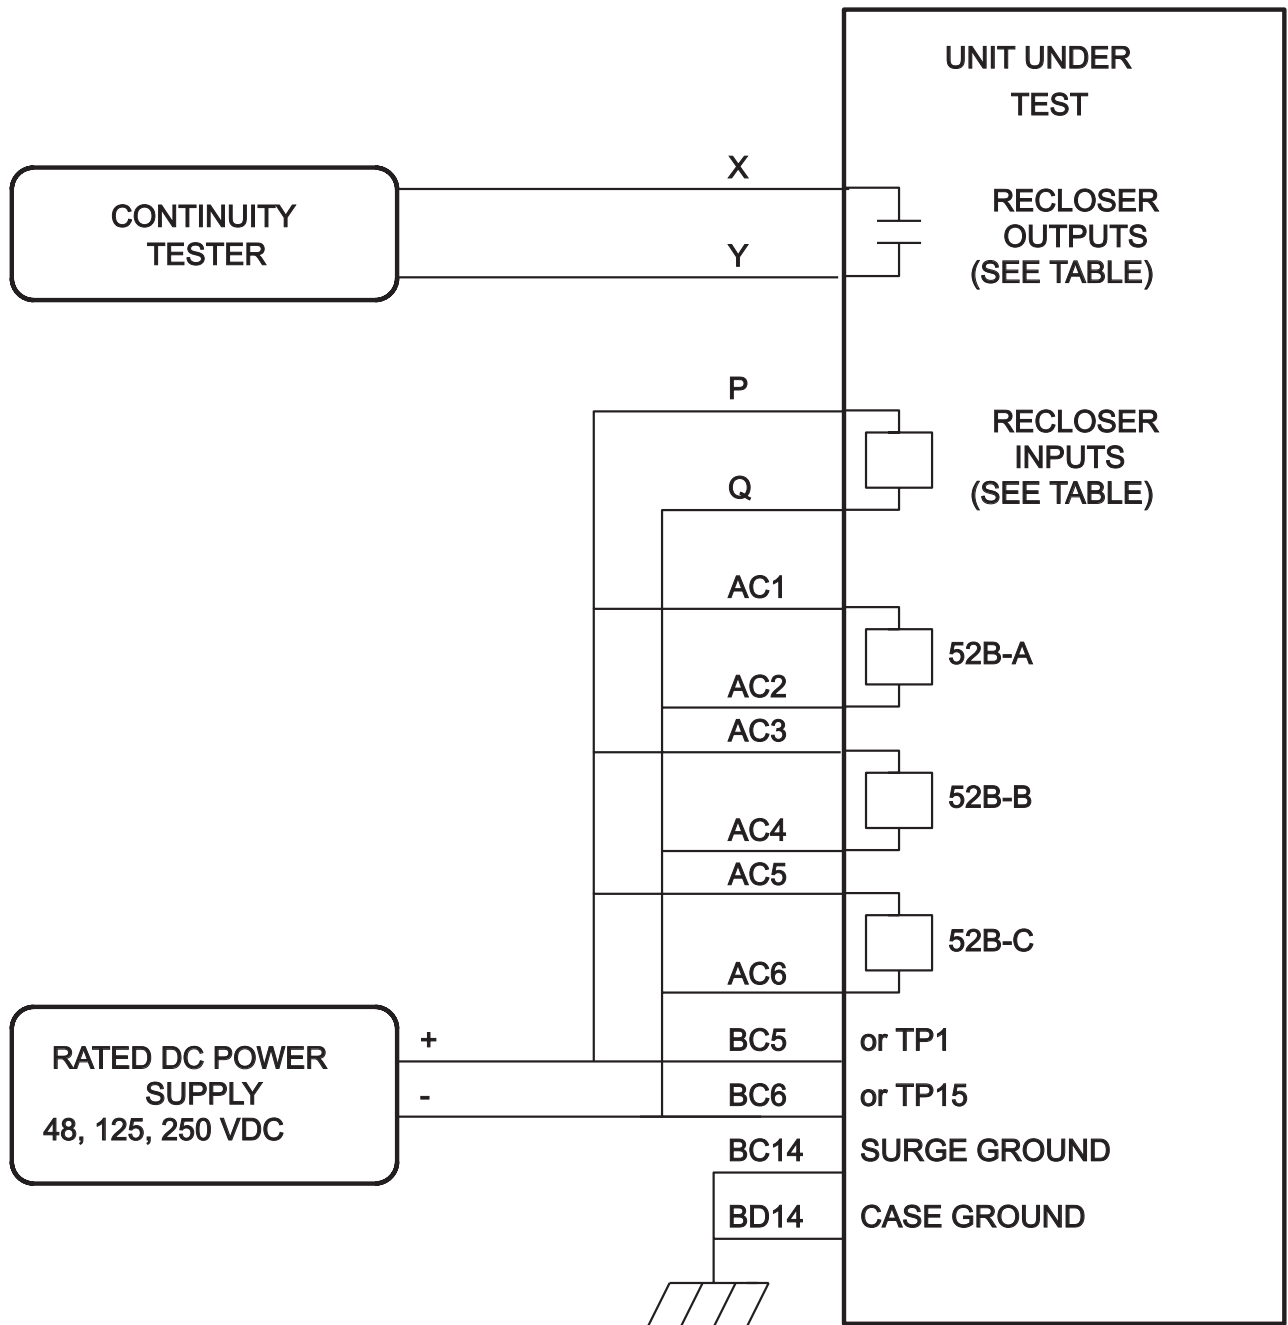 UNIT UNDER
TEST
X
CONTINUITY
TESTER
Y
RECLOSER
OUTPUTS
(SEE TABLE)
P
Q
RECLOSER
INPUTS
(SEE TABLE)
AC1
AC2
52B-A
AC3
AC4
52B-B
AC5
AC6
52B-C
RATED DC POWER
SUPPLY
48, 125, 250 VDC
+
-
BC5
or TP1
BC6
or TP15
BC14
SURGE GROUND
BD14
CASE GROUND